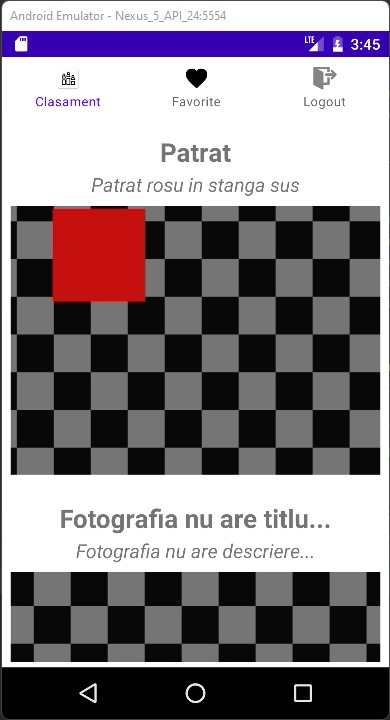 Android Emulator - Nexus_5_API_24:5554
LTE 3:45
Clasament Favorite Logout
Patrat
Patrat rosu in stanga sus
Fotografia nu are titlu...
Fotografia nu are descriere...